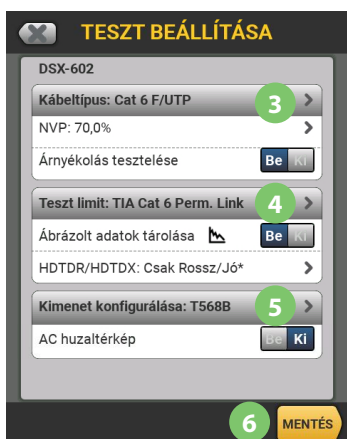 TESZT BEÁLLÍTÁSA
DSX-602
Kábeltípus: Cat 6 F/UTP
3
NVP: 70,0%
Árnyékolás tesztelése Be Ki
Teszt limit: TIA Cat 6 Perm. Link
4
Ábrázolt adatok tárolása Be Ki
HDTDR/HDTDX: Csak Rossz/Jó*
Kimenet konfigurálása: T568B
5
AC huzaltérkép Be Ki
6
MENTÉS